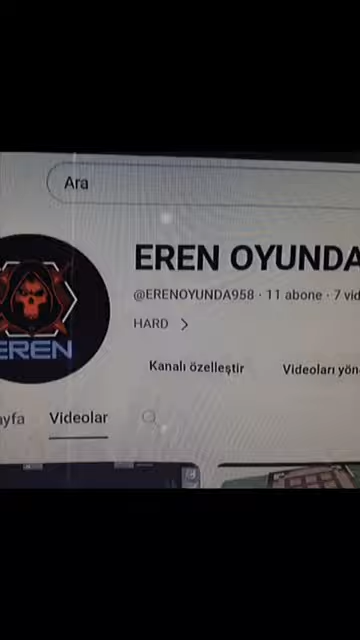 Ara
EREN OYUNDA
@ERENOYUNDA958 · 11 abone · 7 vid
HARD >
EREN
Kanalı özelleştir Videoları yön
ayfa Videolar